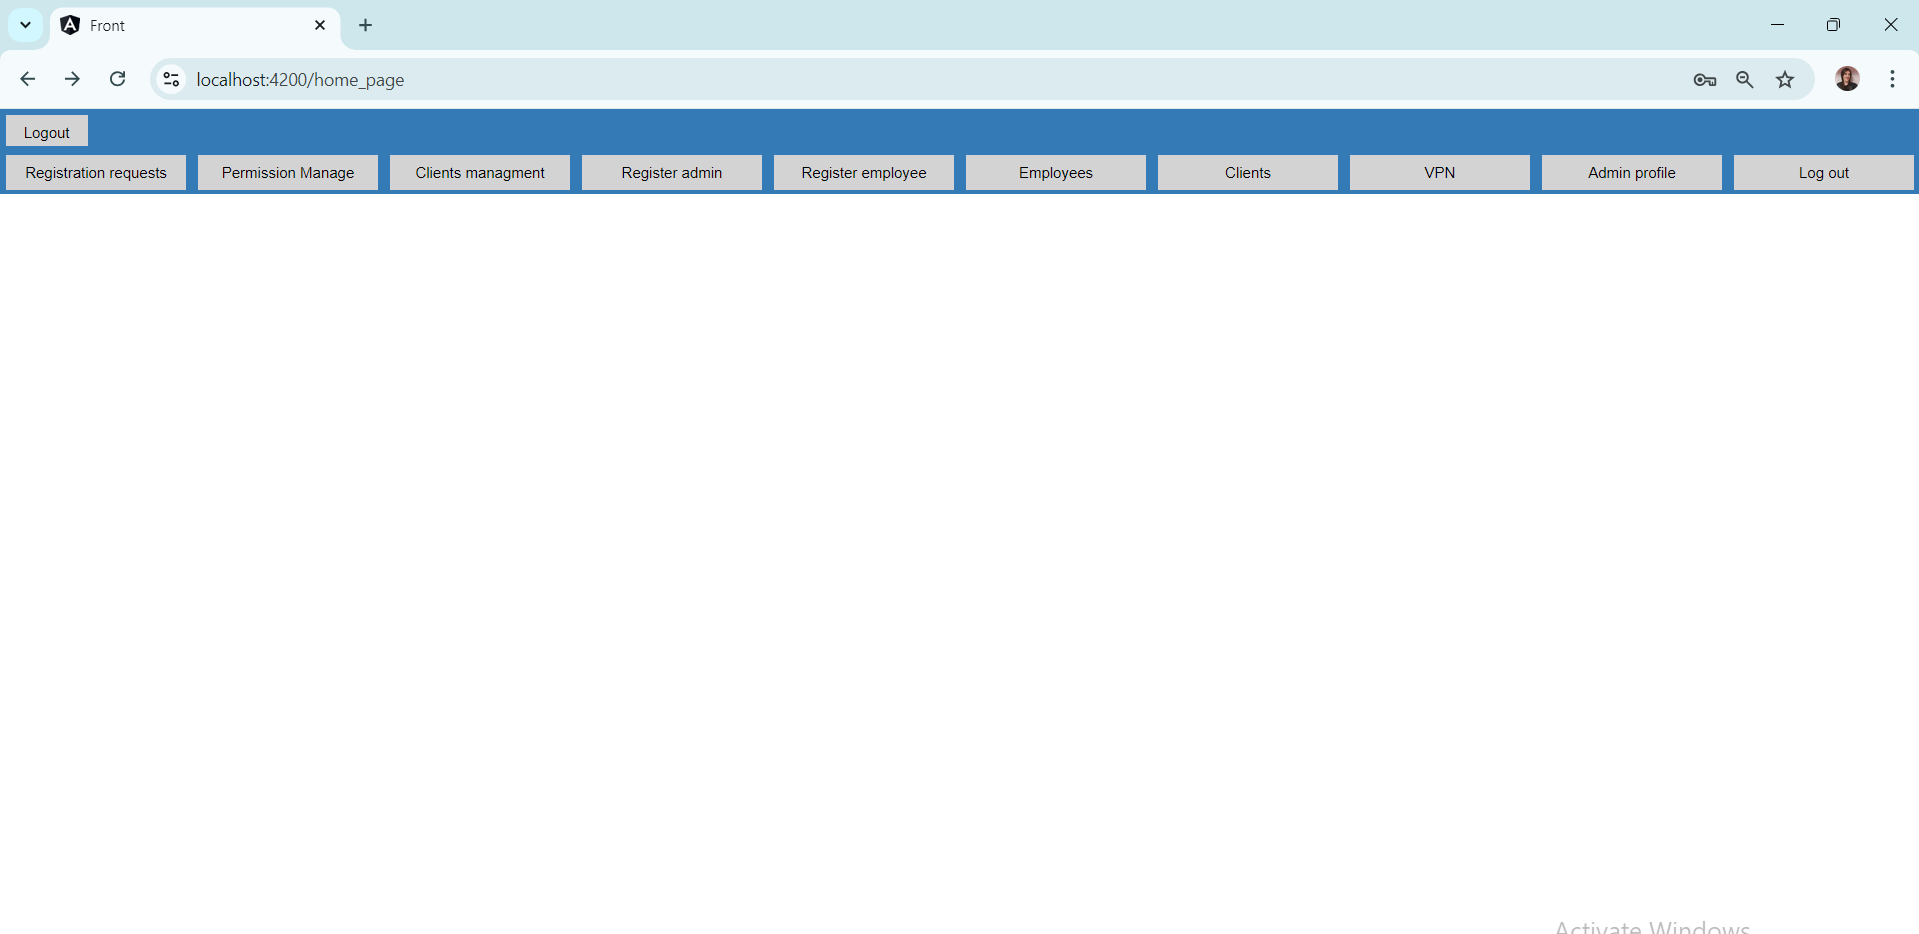 Front
localhost:4200/home_page
Logout
Registration requests Permission Manage Clients managment Register admin Register employee Employees Clients VPN Admin profile Log out
Activate Windows